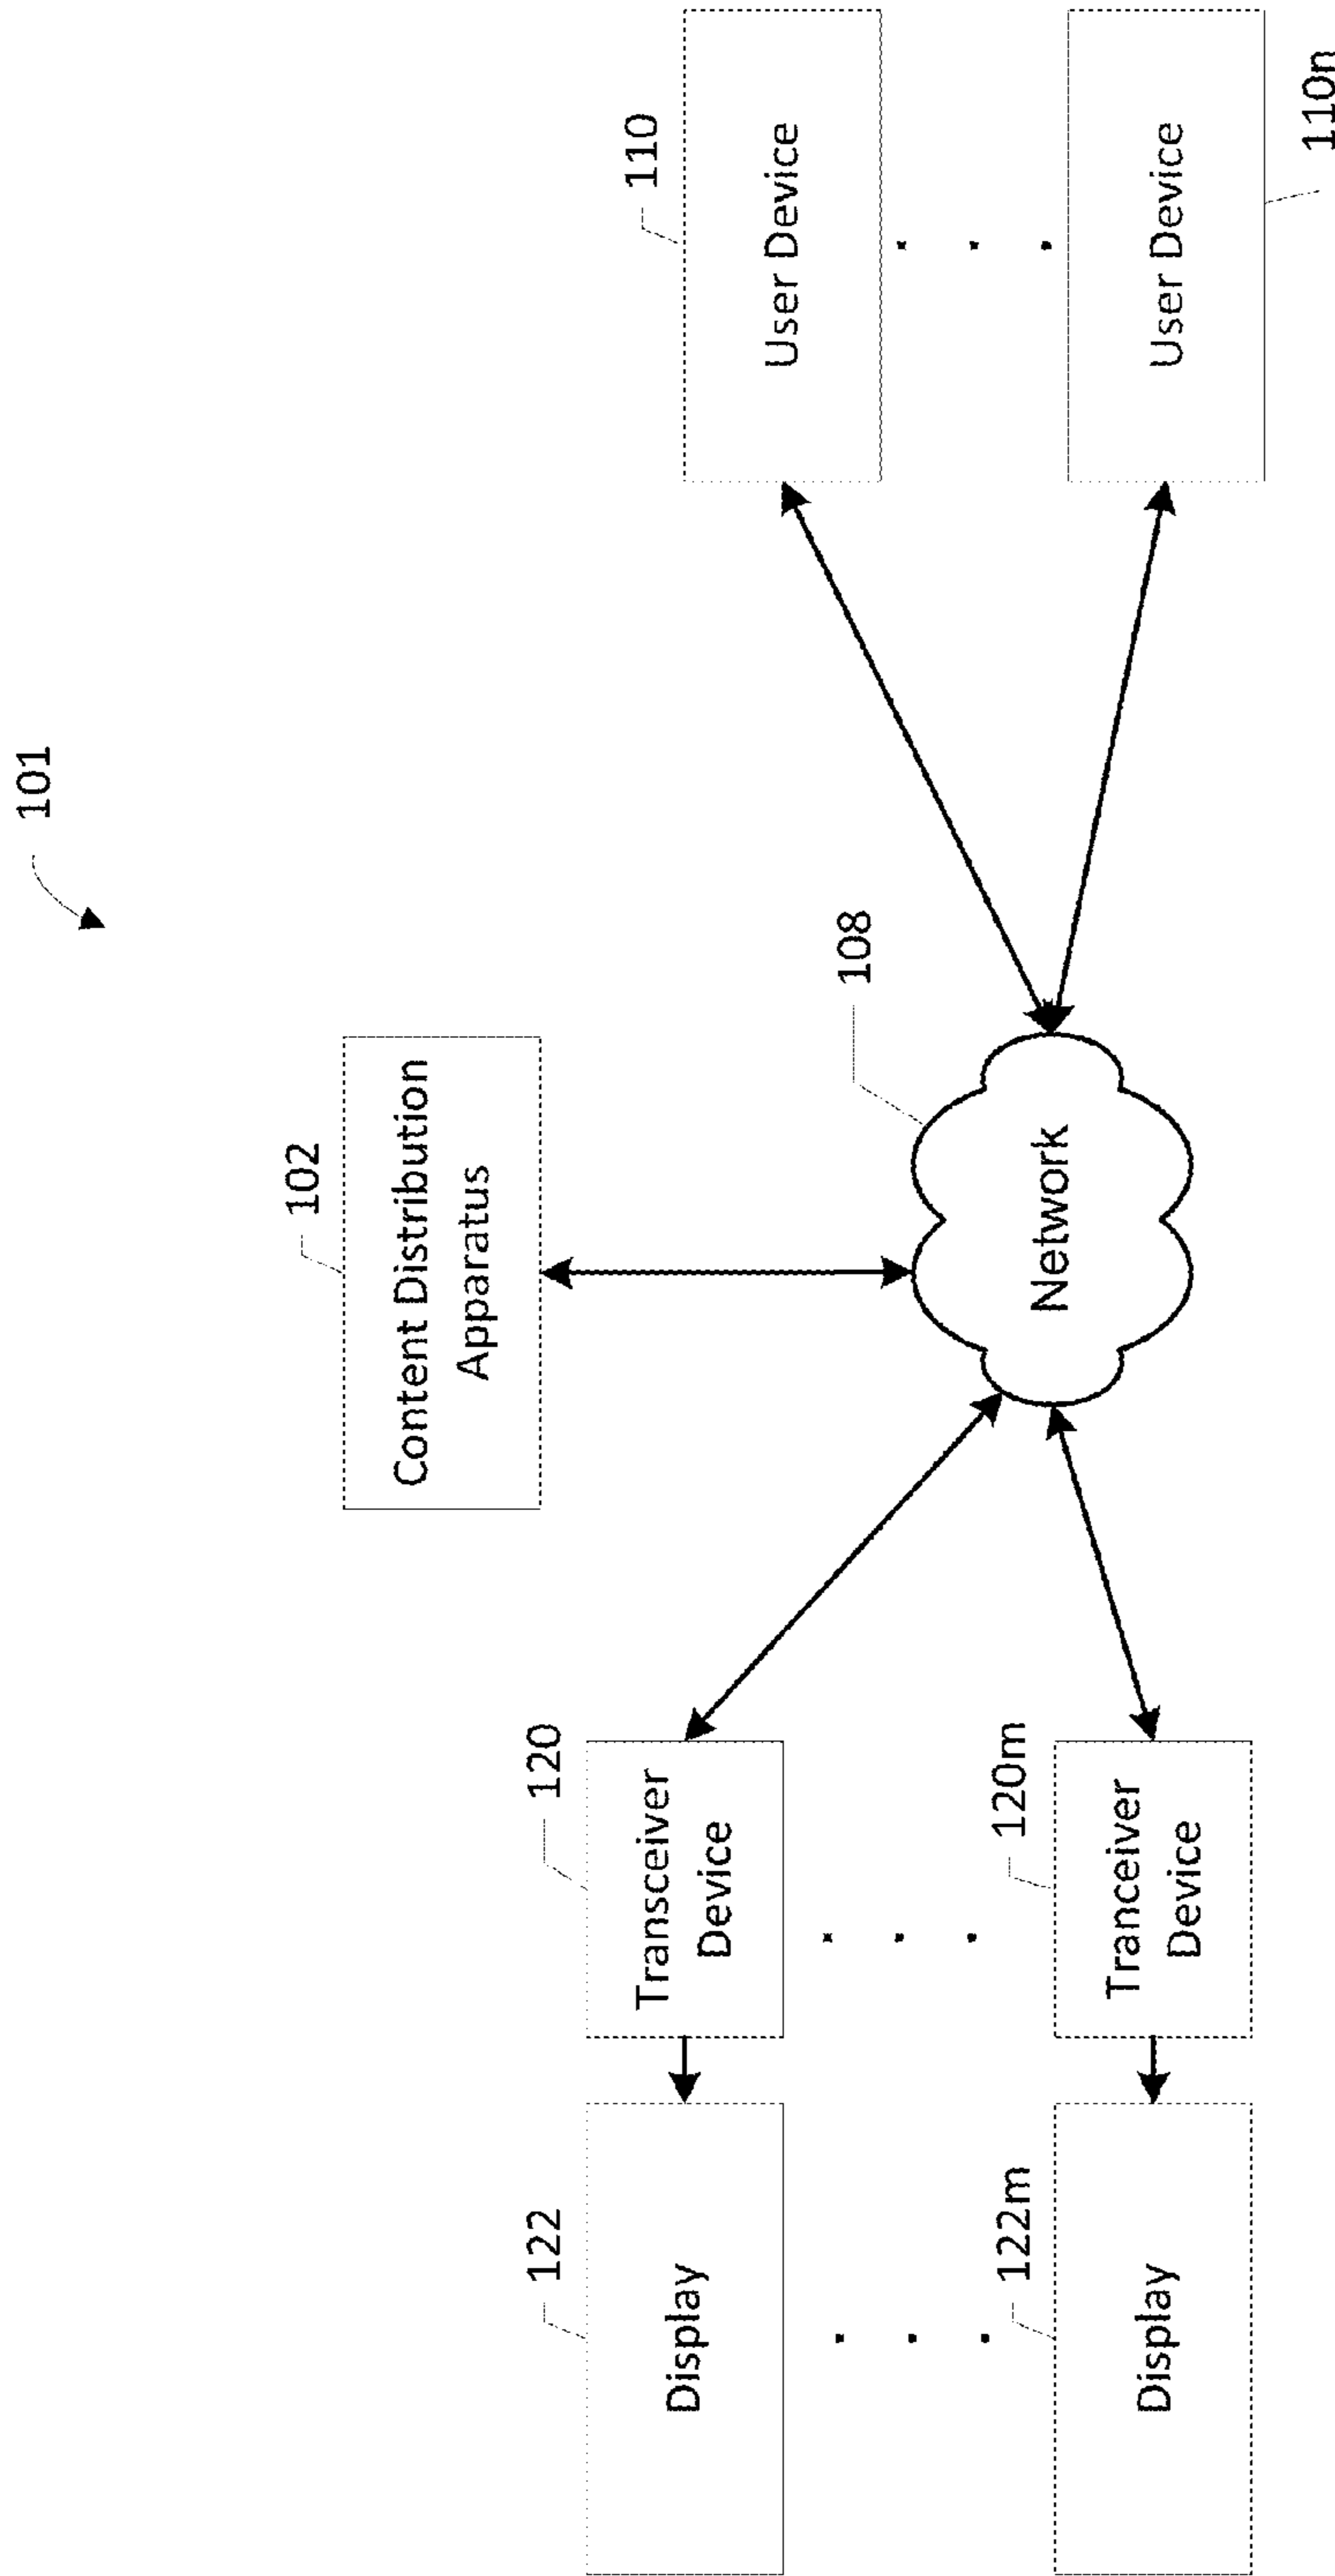 101
102
Content Distribution
Apparatus
122
Display
120
Transceiver
Device
108
Network
110
User Device
122m
Display
120m
Tranceiver
Device
User Device
110n